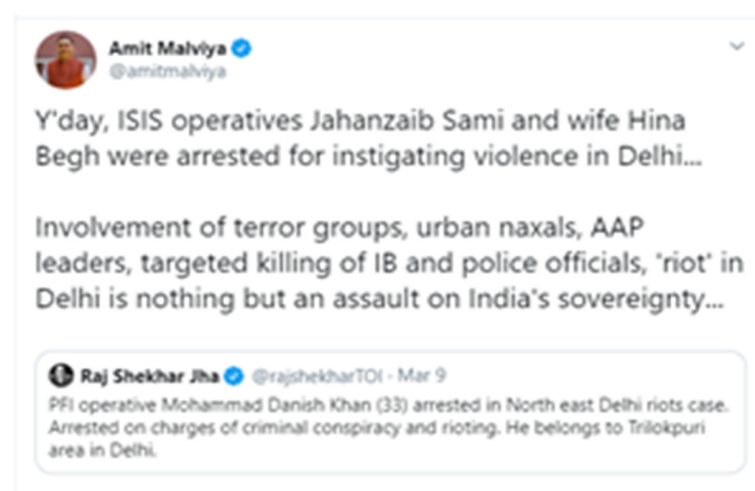 Amit Malviya
@amitmalviya
Y'day, ISIS operatives Jahanzaib Sami and wife Hina
Begh were arrested for instigating violence in Delhi...
Involvement of terror groups, urban naxals, AAP
leaders, targeted killing of IB and police officials, 'riot' in
Delhi is nothing but an assault on India's sovereignty...
Raj Shekhar Jha @rajshekharTOI - Mar 9
PFI operative Mohammad Danish Khan (33) arrested in North east Delhi riots case.
Arrested on charges of criminal conspiracy and rioting. He belongs to Trilokpuri
area in Delhi.